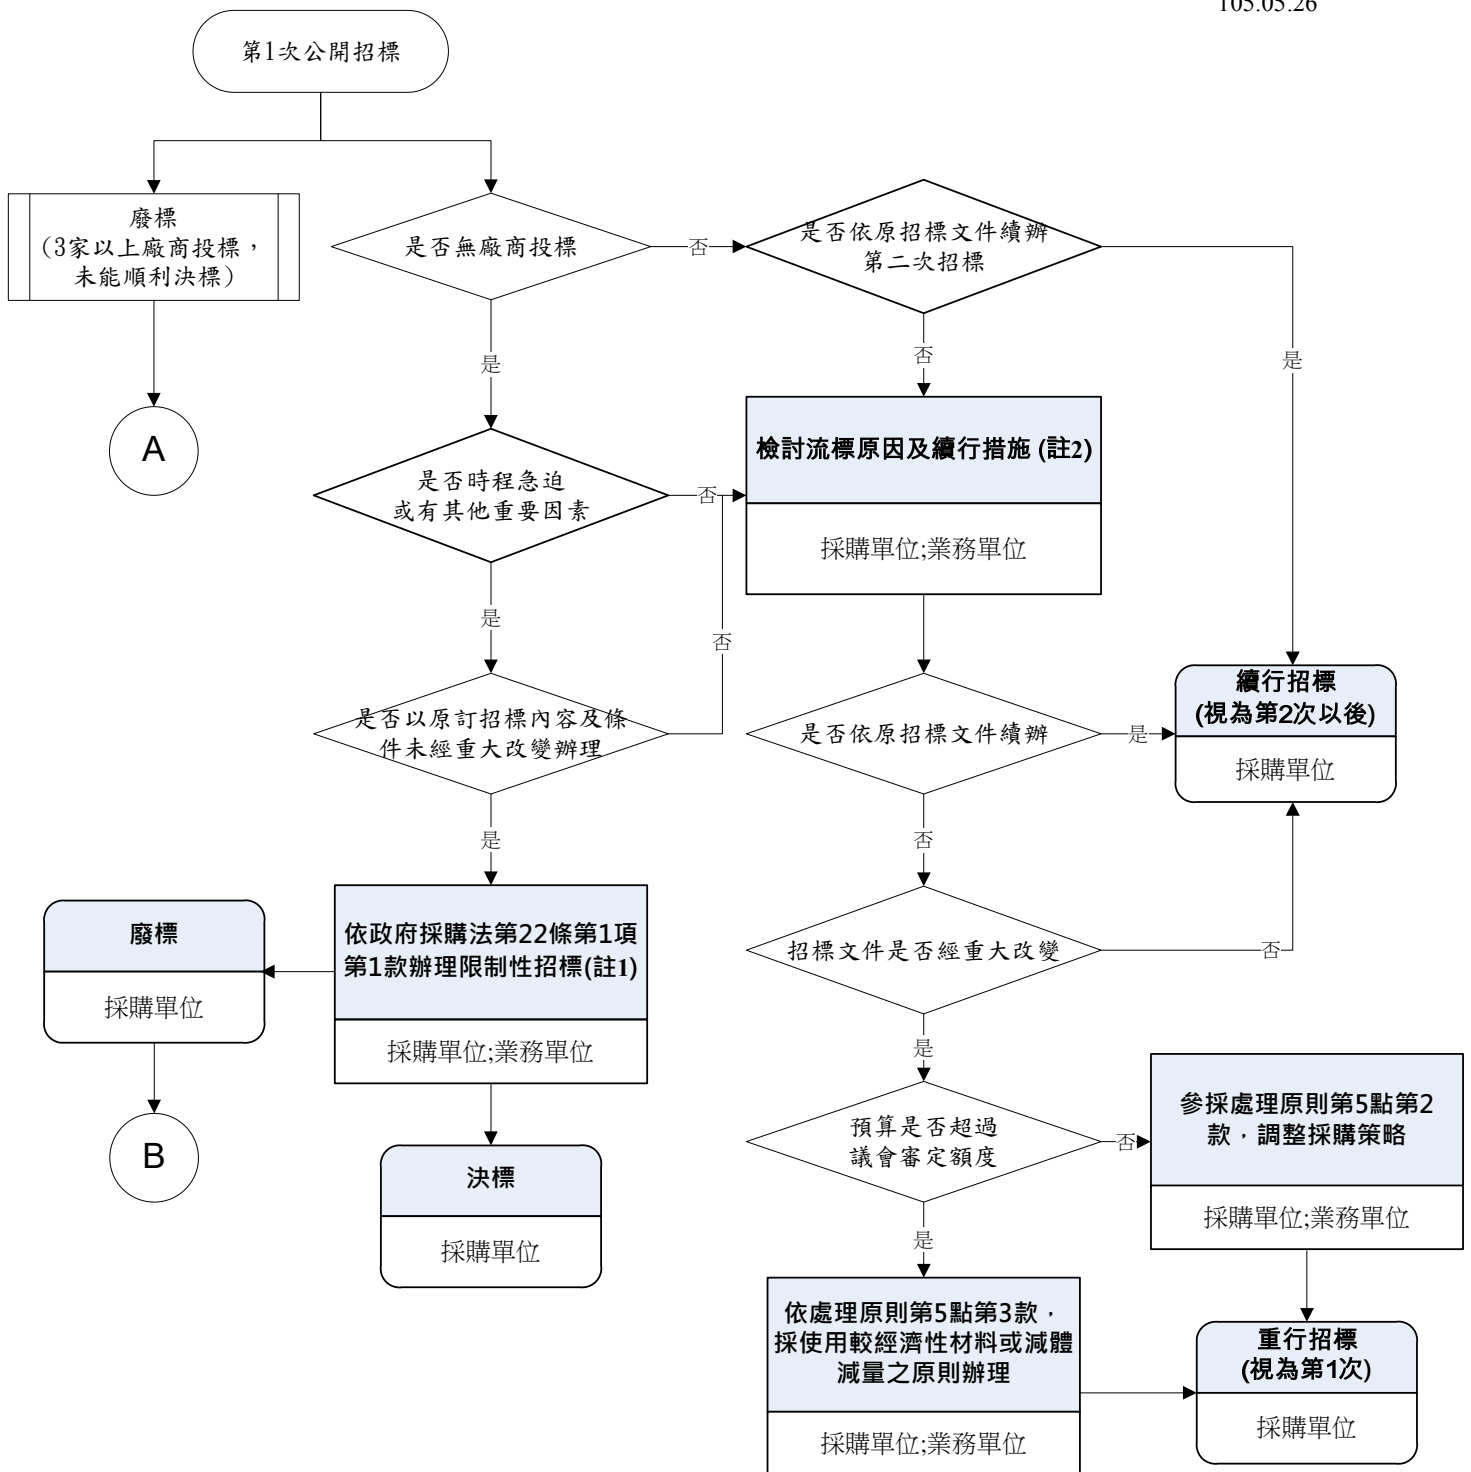 105.05.26
第1次公開招標
廢標
(3家以上廠商投標，
未能順利決標)
A
是否無廠商投標
否
是否依原招標文件續辦
第二次招標
是
否
是
是否時程急迫
或有其他重要因素
否
檢討流標原因及續行措施 (註2)
採購單位;業務單位
是
否
是否以原訂招標內容及條
件未經重大改變辦理
是否依原招標文件續辦
是
續行招標
(視為第2次以後)
採購單位
是
否
廢標
採購單位
B
依政府採購法第22條第1項
第1款辦理限制性招標(註1)
採購單位;業務單位
決標
採購單位
招標文件是否經重大改變
否
是
預算是否超過
議會審定額度
否
參採處理原則第5點第2
款，調整採購策略
採購單位;業務單位
是
依處理原則第5點第3款，
採使用較經濟性材料或減體
減量之原則辦理
採購單位;業務單位
重行招標
(視為第1次)
採購單位